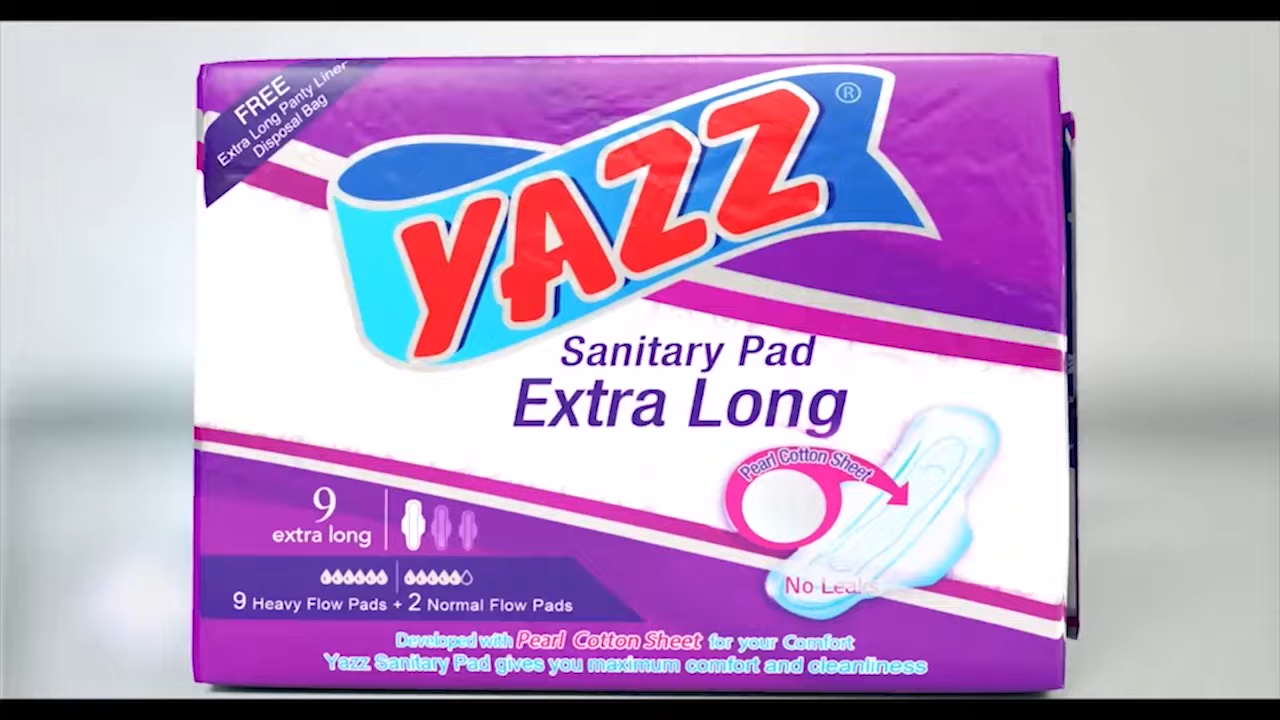 FREE
Extra Long Panty Liner
Disposal Bag
YAZZ ®
Sanitary Pad
Extra Long
Pearl Cotton Sheet
9
extra long
No Leaks
9 Heavy Flow Pads + 2 Normal Flow Pads
Developed with Pearl Cotton Sheet for your Comfort
Yazz Sanitary Pad gives you maximum comfort and cleanliness